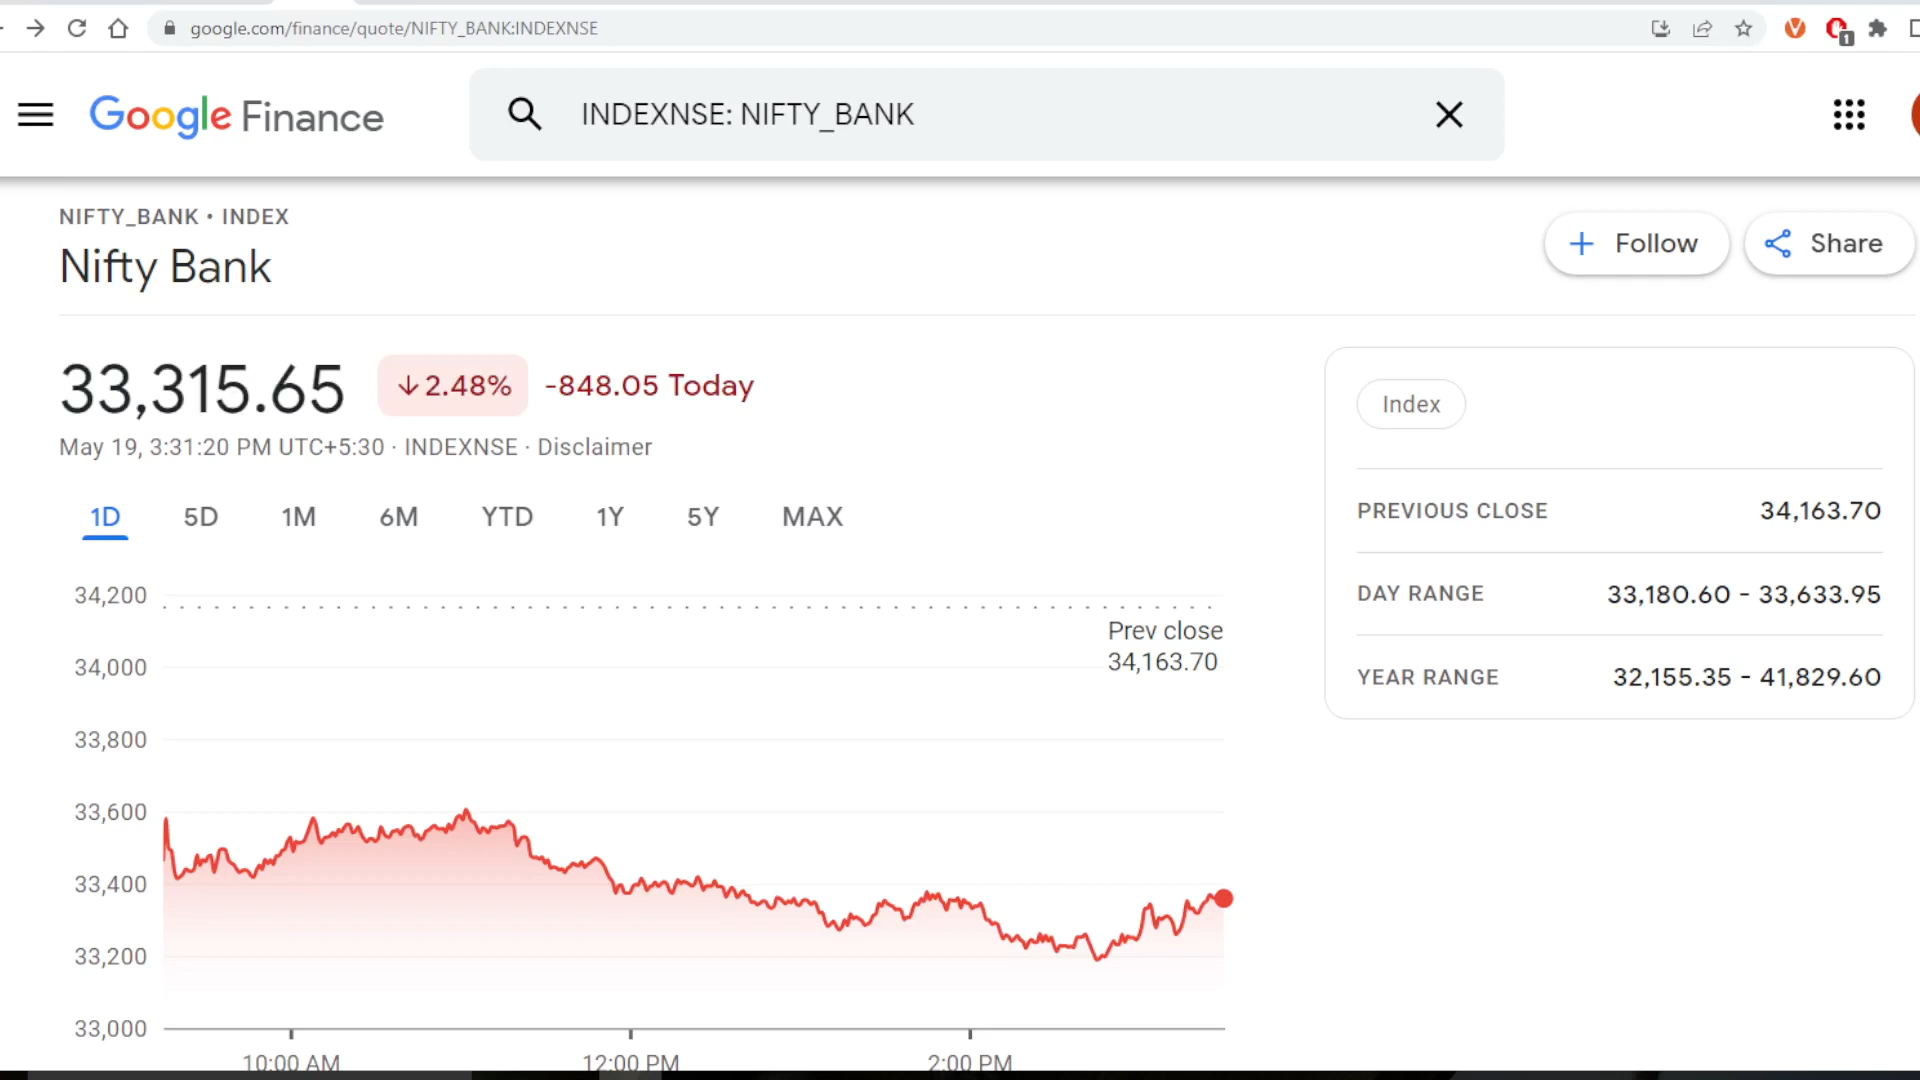 google.com/finance/quote/NIFTY_BANK:INDEXNSE
1
Google Finance
INDEXNSE: NIFTY_BANK
NIFTY_BANK • INDEX
Nifty Bank
Follow
Share
33,315.65
2.48%
-848.05 Today
May 19, 3:31:20 PM UTC+5:30 · INDEXNSE · Disclaimer
1D 5D 1M 6M YTD 1Y 5Y MAX
34,200
Prev close
34,163.70
34,000
33,800
33,600
33,400
33,200
33,000
10:00 AM 12:00 PM 2:00 PM
Index
PREVIOUS CLOSE 34,163.70
DAY RANGE 33,180.60 - 33,633.95
YEAR RANGE 32,155.35 - 41,829.60